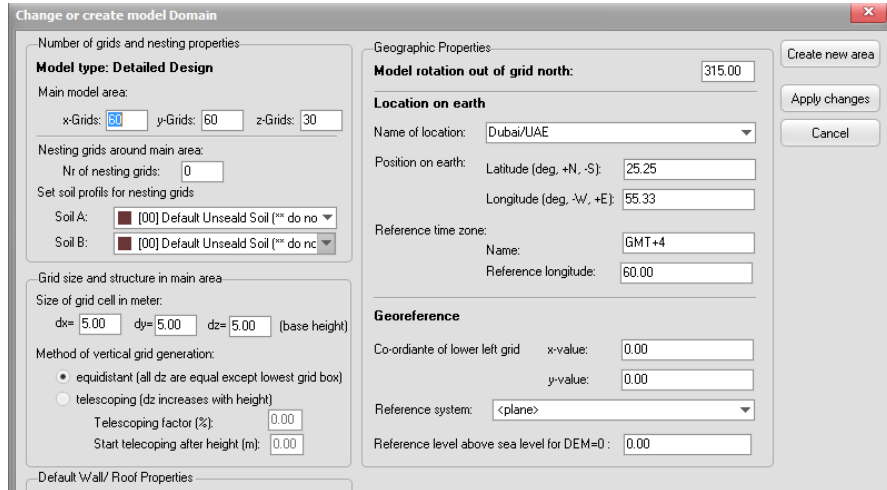 Change or create model Domain
Number of grids and nesting properties
Model type: Detailed Design
Main model area:
x-Grids: 60 y-Grids: 60 z-Grids: 30
Nesting grids around main area:
Nr of nesting grids: 0
Set soil profils for nesting grids
Soil A: [00] Default Unseald Soil (** do no
Soil B: [00] Default Unseald Soil (** do nc
Grid size and structure in main area
Size of grid cell in meter:
dx= 5.00 dy= 5.00 dz= 5.00 (base height)
Method of vertical grid generation:
equidistant (all dz are equal except lowest grid box)
telescoping (dz increases with height)
Telescoping factor (%): 0.00
Start telecoping after height (m): 0.00
Default Wall/ Roof Properties
Geographic Properties
Model rotation out of grid north: 315.00
Location on earth
Name of location: Dubai/UAE
Position on earth: Latitude (deg, +N, -S): 25.25
Longitude (deg, -W, +E): 55.33
Reference time zone:
Name: GMT+4
Reference longitude: 60.00
Georeference
Co-ordiante of lower left grid x-value: 0.00
y-value: 0.00
Reference system: <plane>
Reference level above sea level for DEM=0 : 0.00
Create new area
Apply changes
Cancel